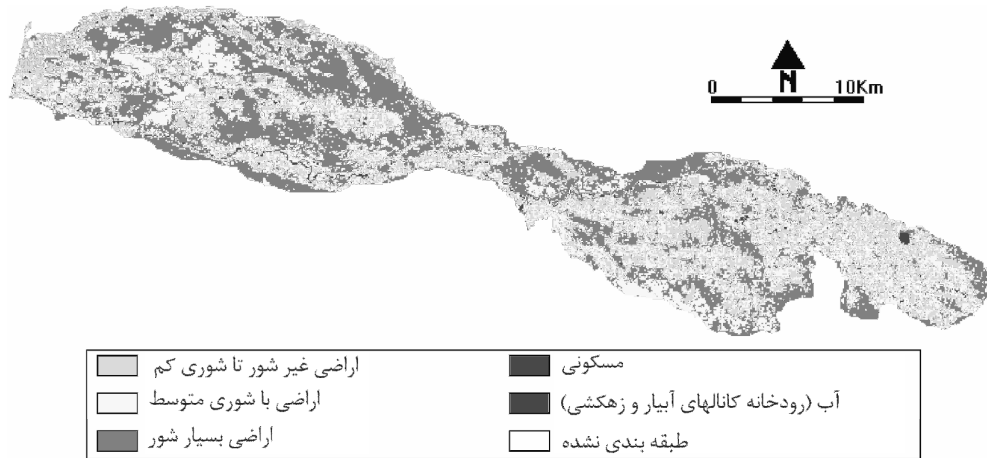 N
0 10Km
اراضی غیر شور تا شوری کم
اراضی با شوری متوسط
اراضی بسیار شور
مسکونی
آب (رودخانه کانالهای آبیار و زهکشی)
طبقه بندی نشده